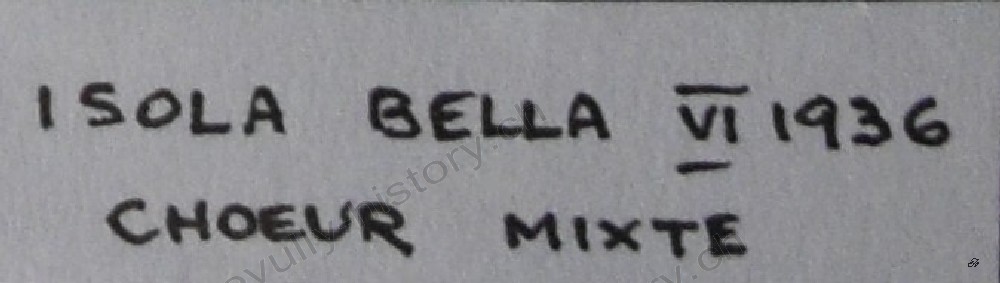 ISOLA BELLA VI 1936
CHOEUR MIXTE